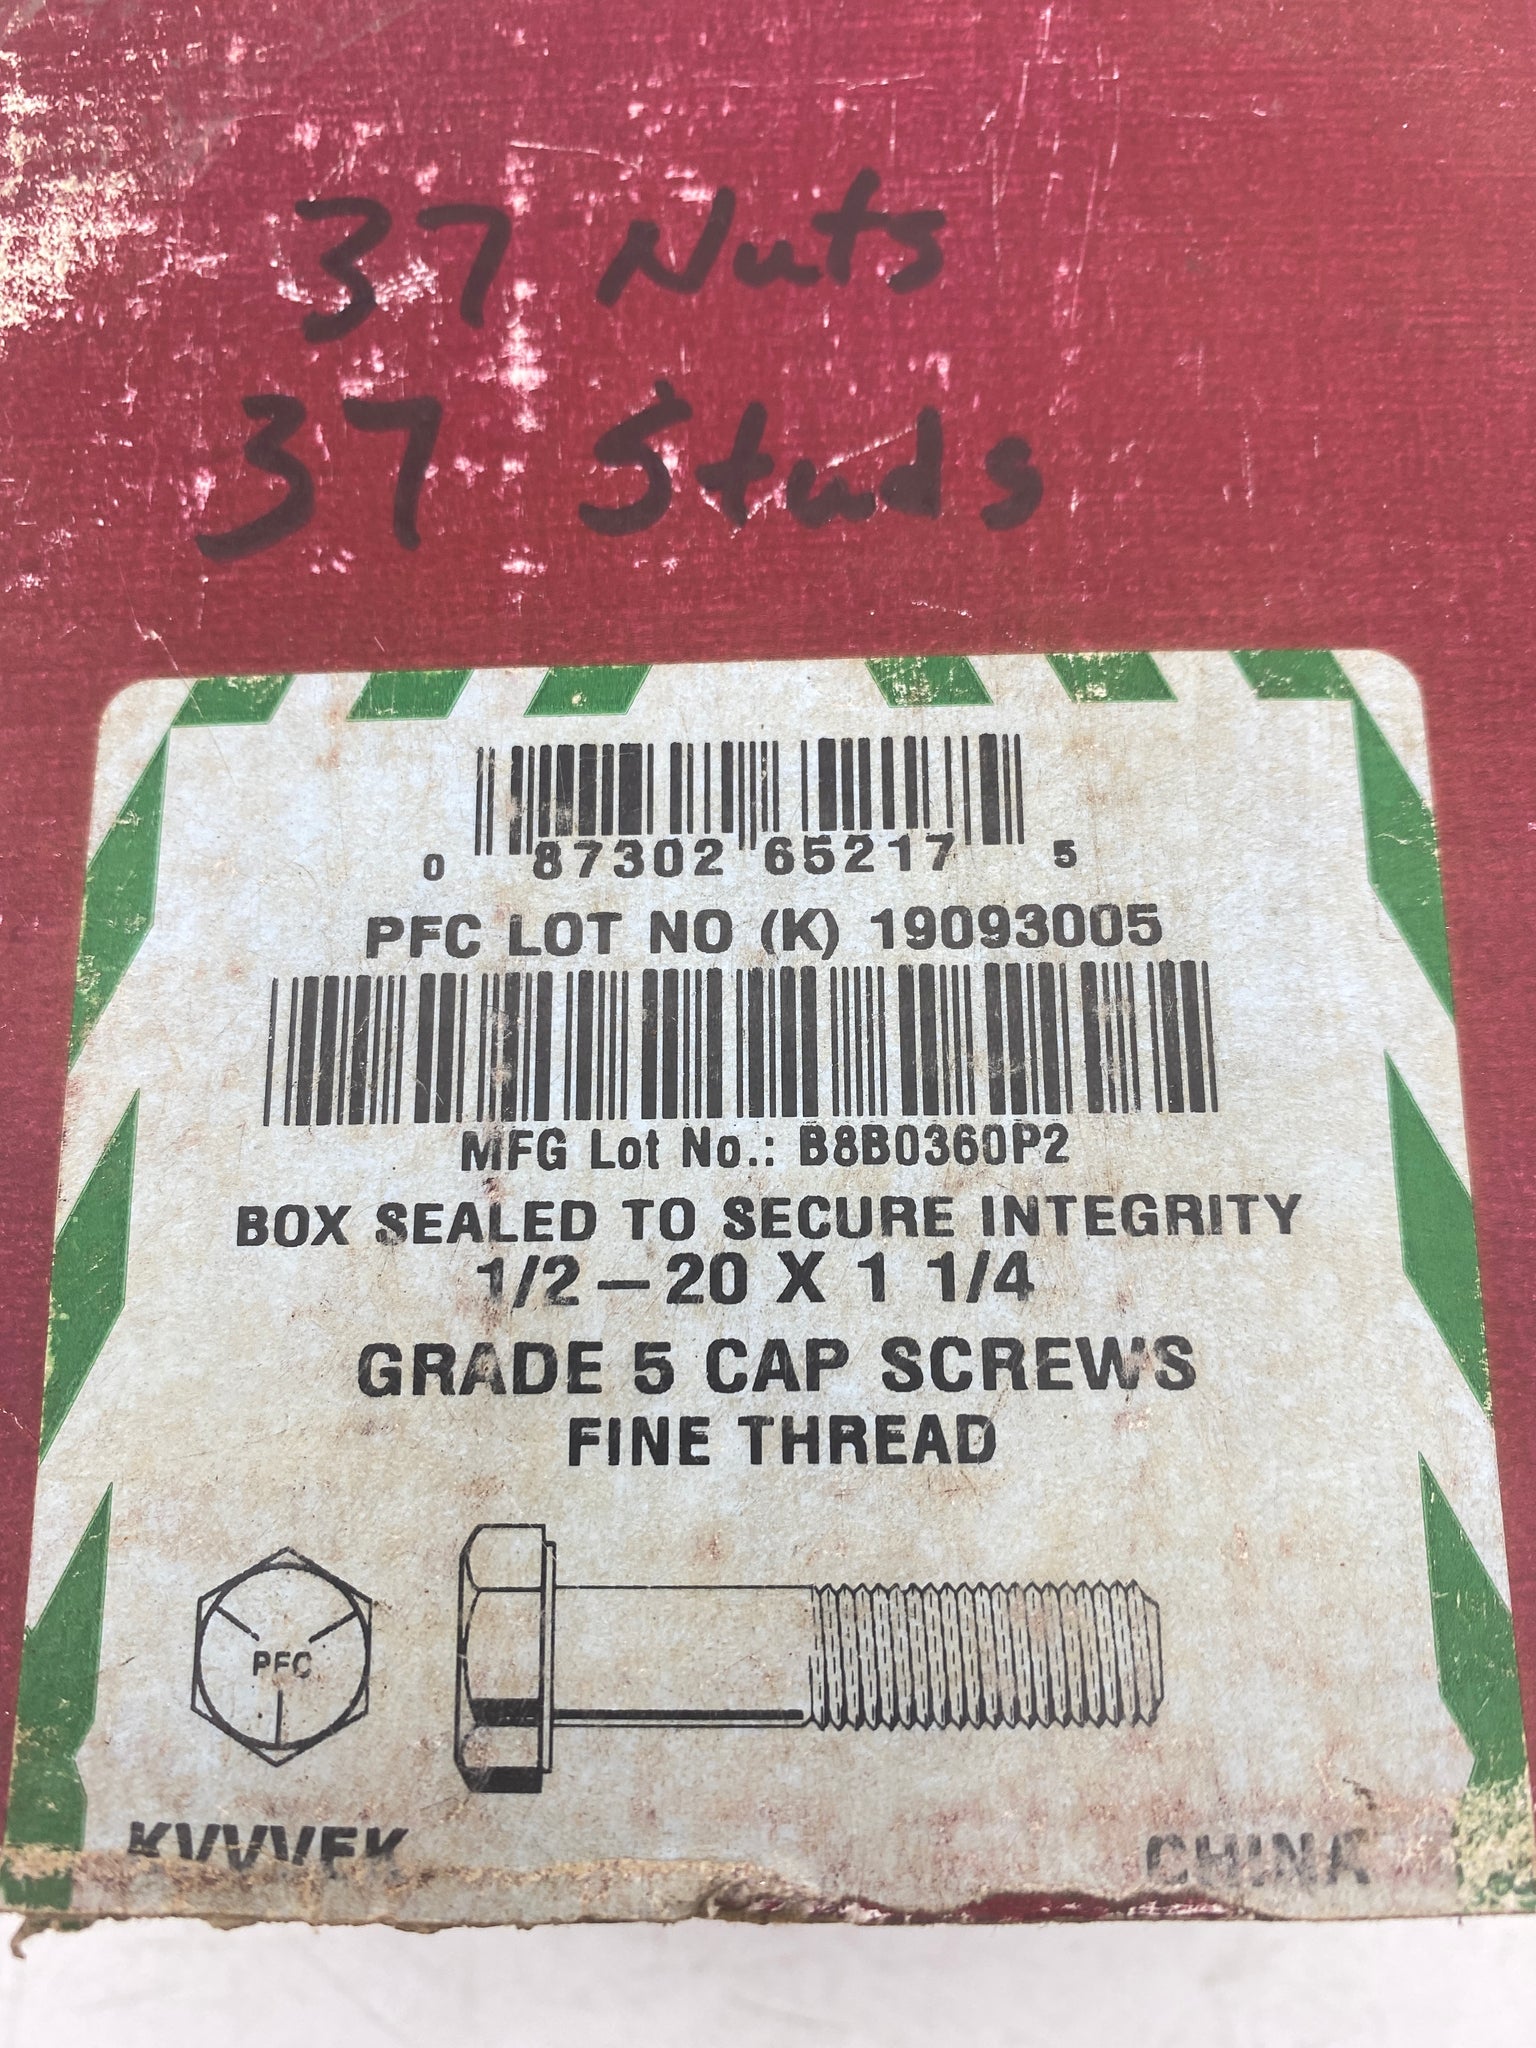 37 Nuts
37 Studs
0 87302 65217 5
PFC LOT NO (K) 19093005
MFG Lot No.: B8B0360P2
BOX SEALED TO SECURE INTEGRITY
1/2-20 X 1 1/4
GRADE 5 CAP SCREWS
FINE THREAD
PFC
CHINA